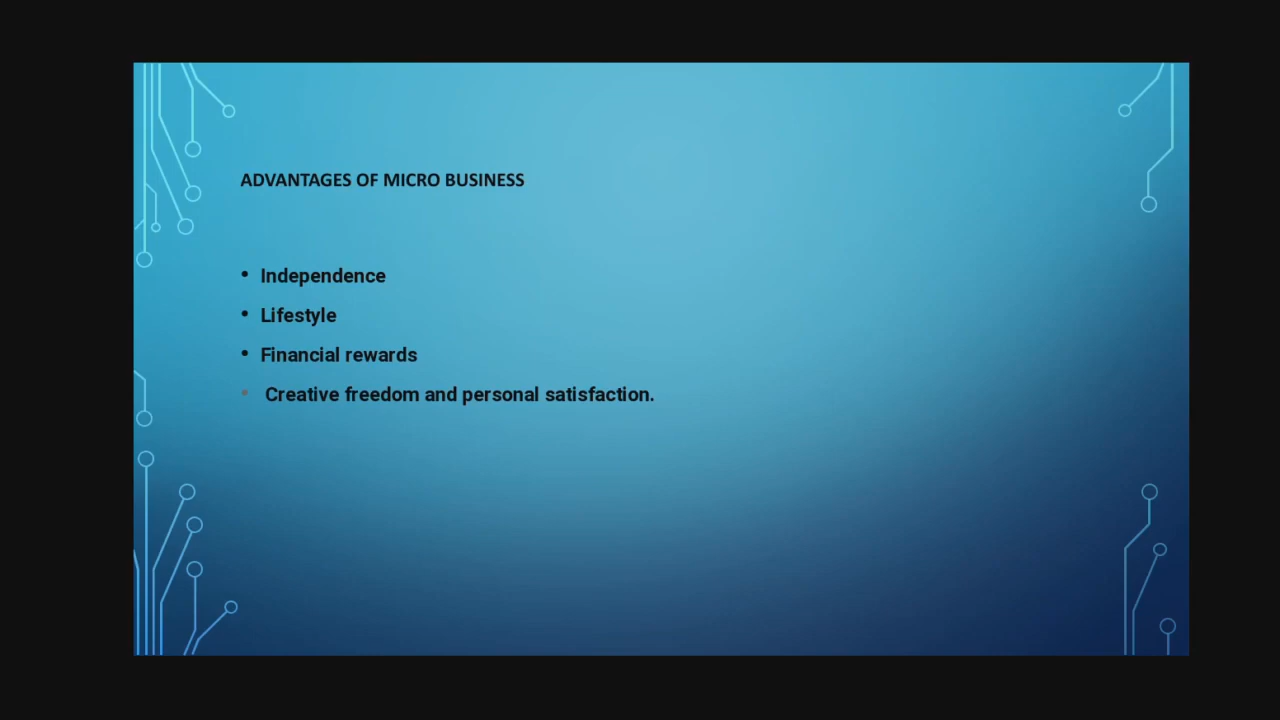 ADVANTAGES OF MICRO BUSINESS
• Independence
• Lifestyle
• Financial rewards
• Creative freedom and personal satisfaction.